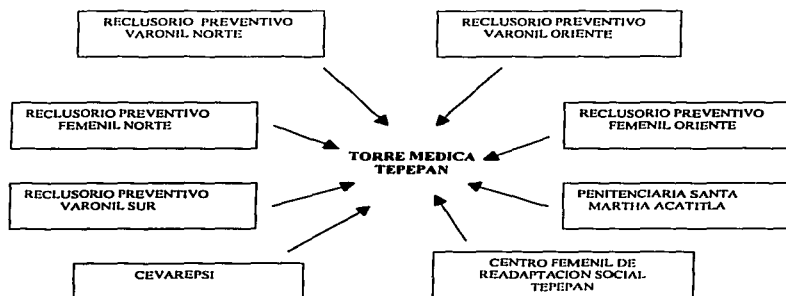 RECLUSORIO PREVENTIVO
VARONIL NORTE
RECLUSORIO PREVENTIVO
VARONIL ORIENTE
RECLUSORIO PREVENTIVO
FEMENIL NORTE
RECLUSORIO PREVENTIVO
FEMENIL ORIENTE
TORRE MEDICA
TEPEPAN
RECLUSORIO PREVENTIVO
VARONIL SUR
PENITENCIARIA SANTA
MARTHA ACATITLA
CEVAREPSI
CENTRO FEMENIL DE
READAPTACION SOCIAL
TEPEPAN